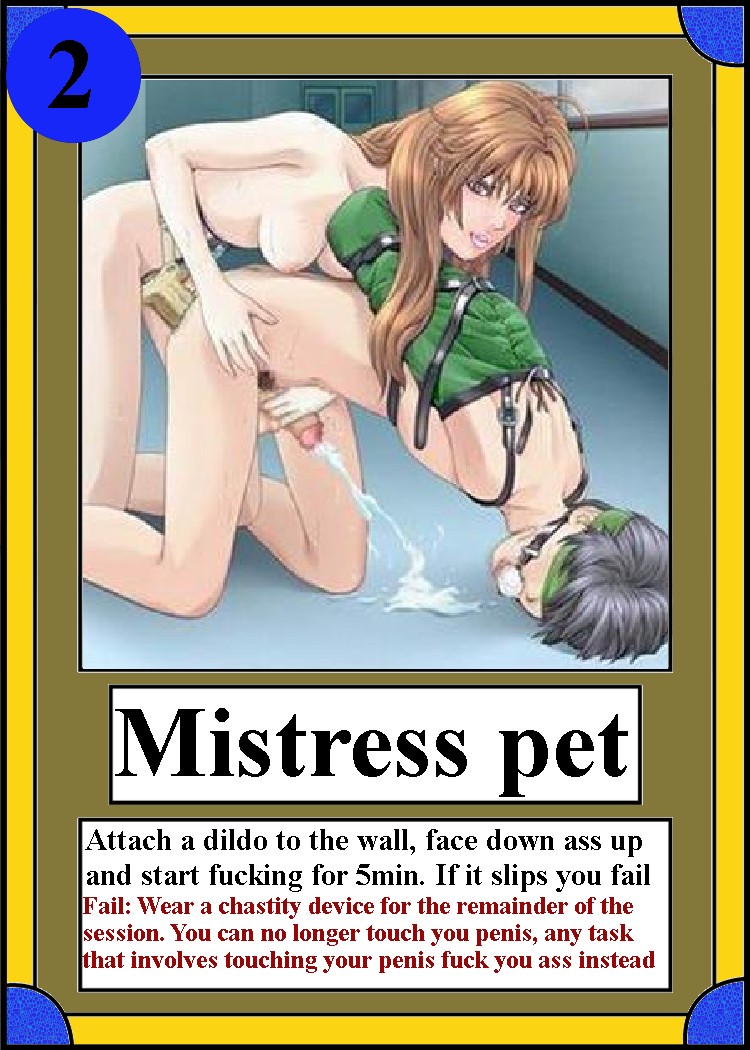 2
Mistress pet
Attach a dildo to the wall, face down ass up
and start fucking for 5min. If it slips you fail
Fail: Wear a chastity device for the remainder of the
session. You can no longer touch you penis, any task
that involves touching your penis fuck you ass instead